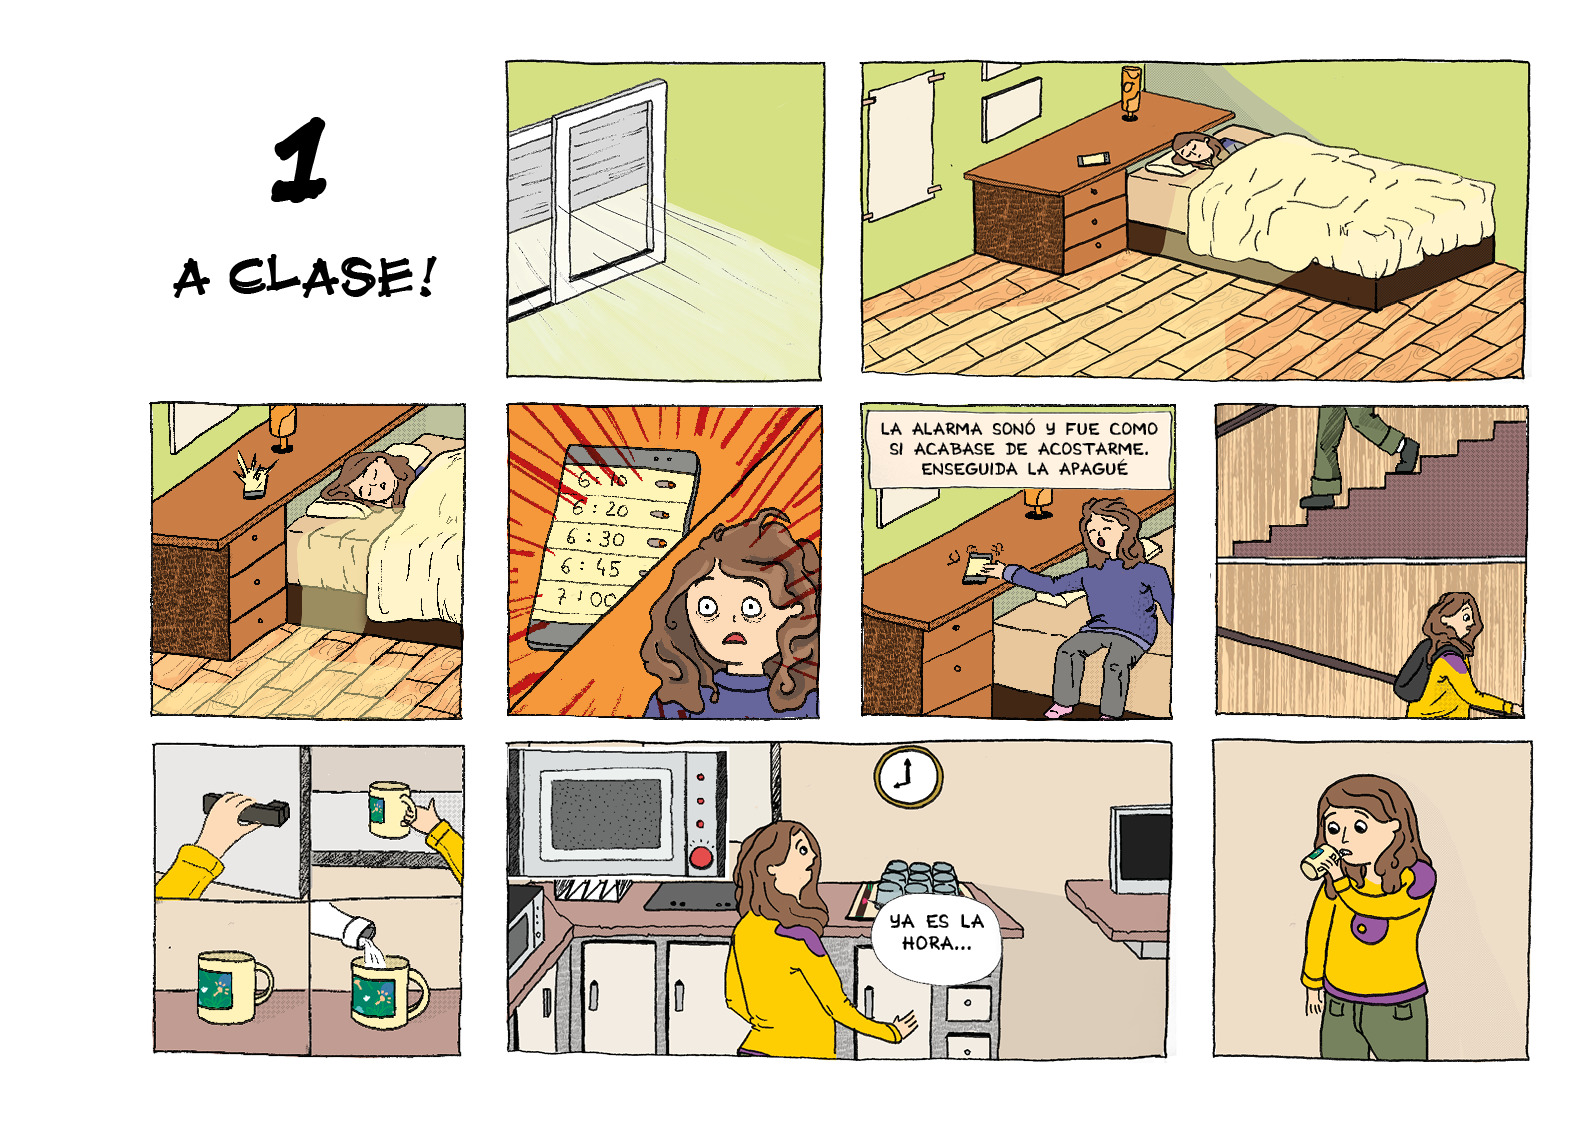 1
A CLASE!
6:10
6:20
6:30
6:45
7:00
LA ALARMA SONÓ Y FUE COMO
SI ACABASE DE ACOSTARME.
ENSEGUIDA LA APAGUÉ
YA ES LA
HORA...